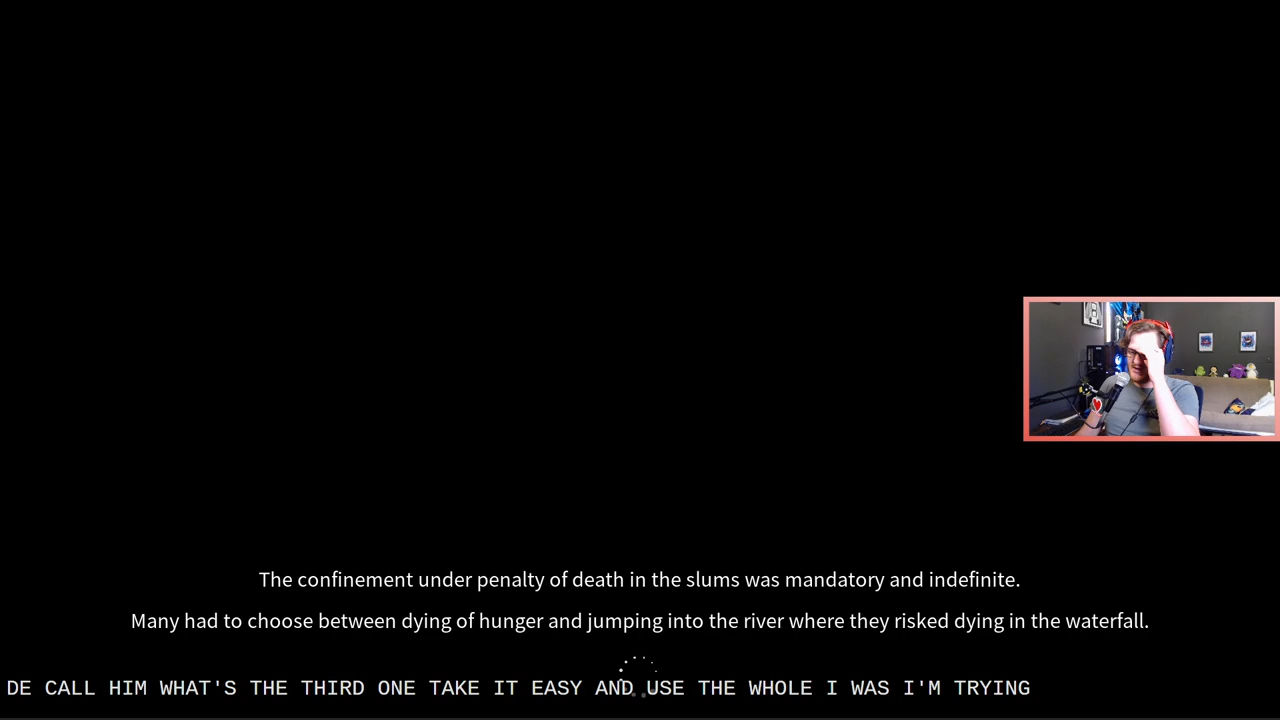 The confinement under penalty of death in the slums was mandatory and indefinite.
Many had to choose between dying of hunger and jumping into the river where they risked dying in the waterfall.
DE CALL HIM WHAT'S THE THIRD ONE TAKE IT EASY AND USE THE WHOLE I WAS I'M TRYING